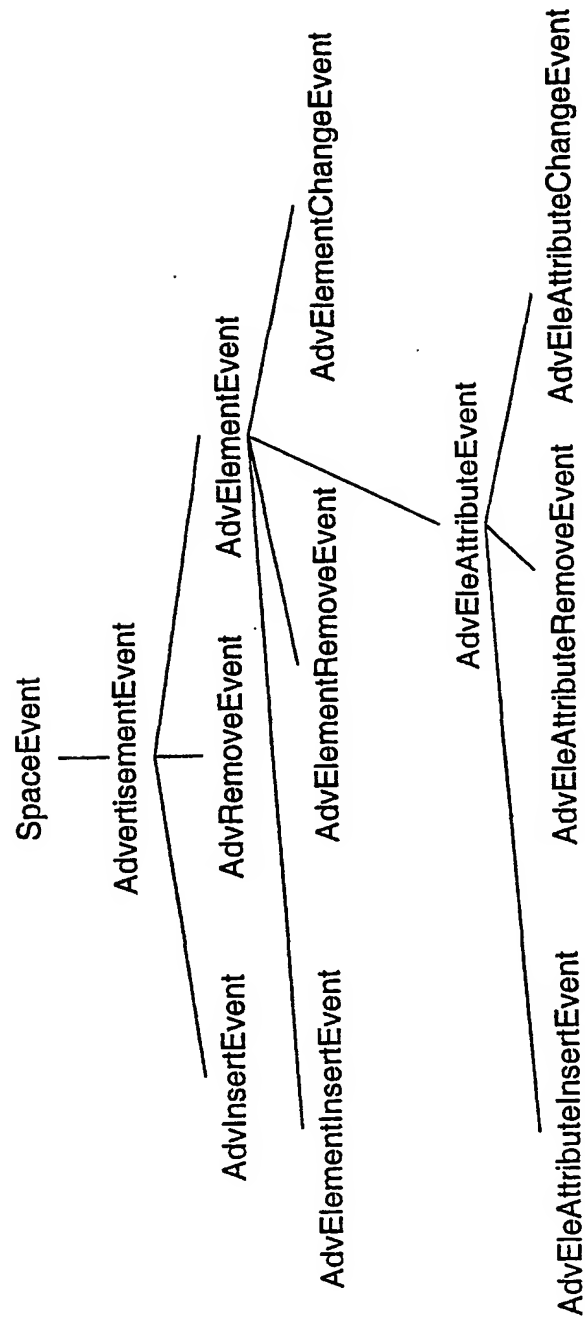 SpaceEvent
AdvertisementEvent
AdvInsertEvent AdvRemoveEvent AdvElementEvent
AdvElementInsertEvent AdvElementRemoveEvent AdvElementChangeEvent
AdvEleAttributeEvent
AdvEleAttributeInsertEvent AdvEleAttributeRemoveEvent AdvEleAttributeChangeEvent